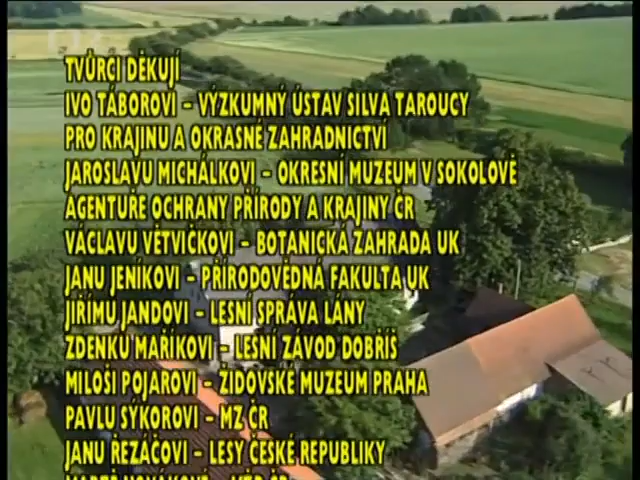 TVŮRCI DĚKUJÍ
IVO TÁBOROVI – VÝZKUMNÝ ÚSTAV SILVA TAROUCY
PRO KRAJINU A OKRASNÉ ZAHRADNICTVÍ
JAROSLAVU MICHÁLKOVI – OKRESNÍ MUZEUM V SOKOLOVĚ
AGENTUŘE OCHRANY PŘÍRODY A KRAJINY ČR
VÁCLAVU VĚTVIČKOVI – BOTANICKÁ ZAHRADA UK
JANU JENÍKOVI – PŘÍRODOVĚDNÁ FAKULTA UK
JIŘÍMU JANDOVI – LESNÍ SPRÁVA LÁNY
ZDENKU MAŘÍKOVI – LESNÍ ZÁVOD DOBŘÍŠ
MILOŠI POJAROVI – ŽIDOVSKÉ MUZEUM PRAHA
PAVLU SÝKOROVI – MZ ČR
JANU ŘEZÁČOVI – LESY ČESKÉ REPUBLIKY